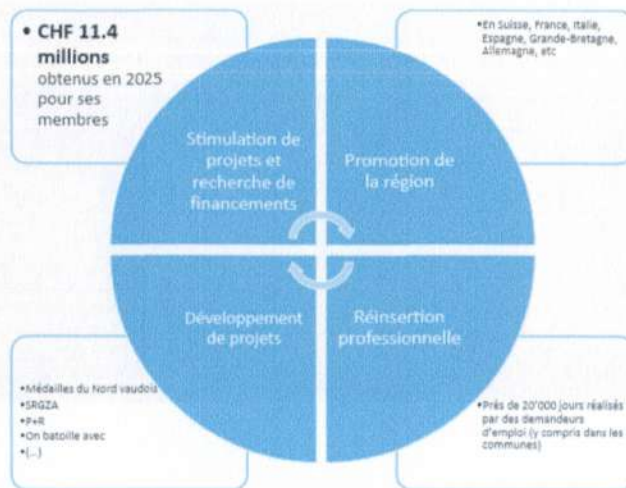 • CHF 11.4
millions
obtenus en 2025
pour ses
membres
•En Suisse, France, Italie,
Espagne, Grande-Bretagne,
Allemagne, etc
Stimulation de
projets et
recherche de
financements
Promotion de
la région
Développement
de projets
Réinsertion
professionnelle
•Médailles du Nord vaudois
•SRGZA
•P+R
•On batoille avec
•(...)
•Près de 20'000 jours réalisés
par des demandeurs
d'emploi (y compris dans les
communes)